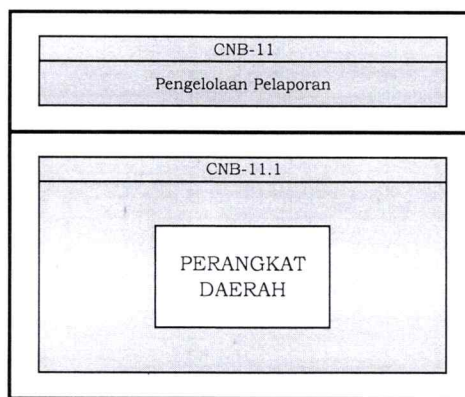 CNB-11
Pengelolaan Pelaporan
CNB-11.1
PERANGKAT
DAERAH